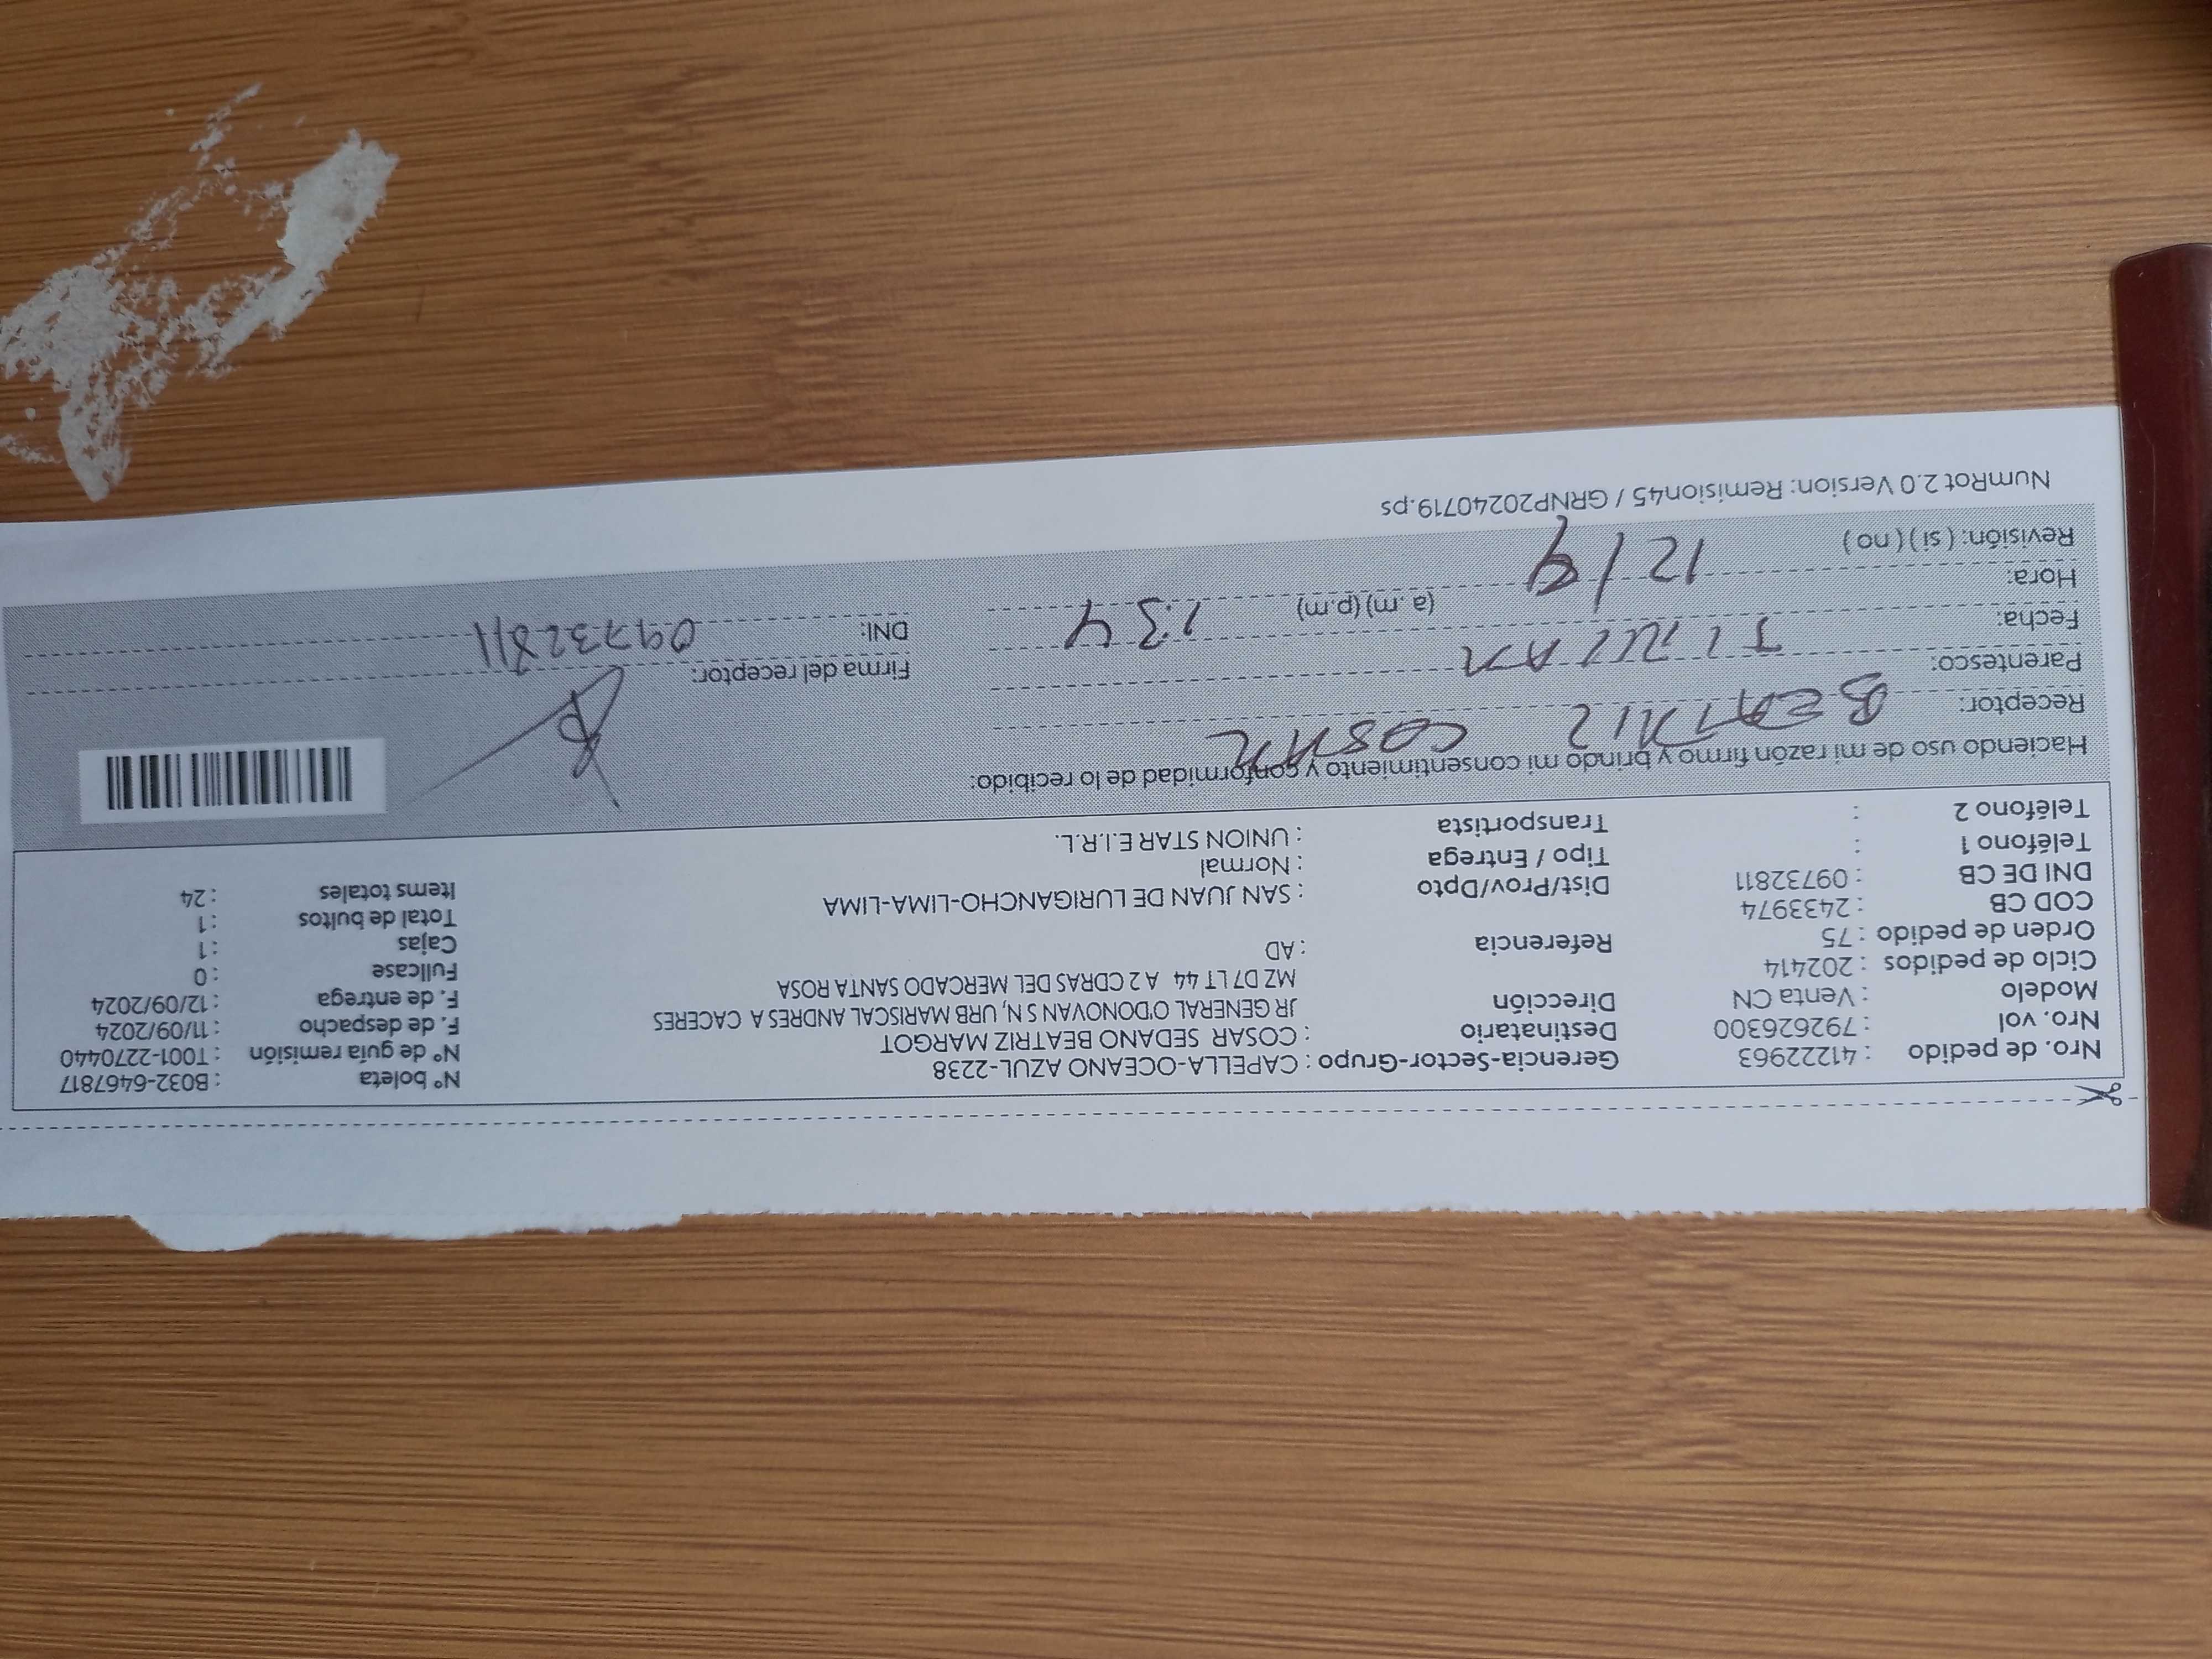 Nro. de pedido : 41222963
Nro. vol : 792626300
Modelo : Venta CN
Ciclo de pedidos : 202414
Orden de pedido : 75
COD CB : 2433974
DNI DE CB : 09732811
Teléfono 1 :
Teléfono 2 :
Gerencia-Sector-Grupo : CAPELLA-OCEANO AZUL-2238
Destinatario : COSAR SEDANO BEATRIZ MARGOT
Dirección JR GENERAL O'DONOVAN S N, URB MARISCAL ANDRES A CACERES
MZ D7 LT 44 A 2 CDRAS DEL MERCADO SANTA ROSA
Referencia : AD
Dist/Prov/Dpto : SAN JUAN DE LURIGANCHO-LIMA-LIMA
Tipo / Entrega : Normal
Transportista : UNION STAR E.I.R.L.
N° boleta : B032-6467817
N° de guía remisión : T001-2270440
F. de despacho : 11/09/2024
F. de entrega : 12/09/2024
Fullcase : 0
Cajas : 1
Total de bultos : 1
Items totales : 24
Haciendo uso de mi razón firmo y brindo mi consentimiento y conformidad de lo recibido:
Receptor: BEATRIZ COSAR
Parentesco: TITULAR
Fecha: 12/9
Hora: (a.m) (p.m) 1:34
Revisión: ( si ) ( no )
Firma del receptor:
DNI: 09732811
NumRot 2.0 Version: Remision45 / GRNP20240719.ps